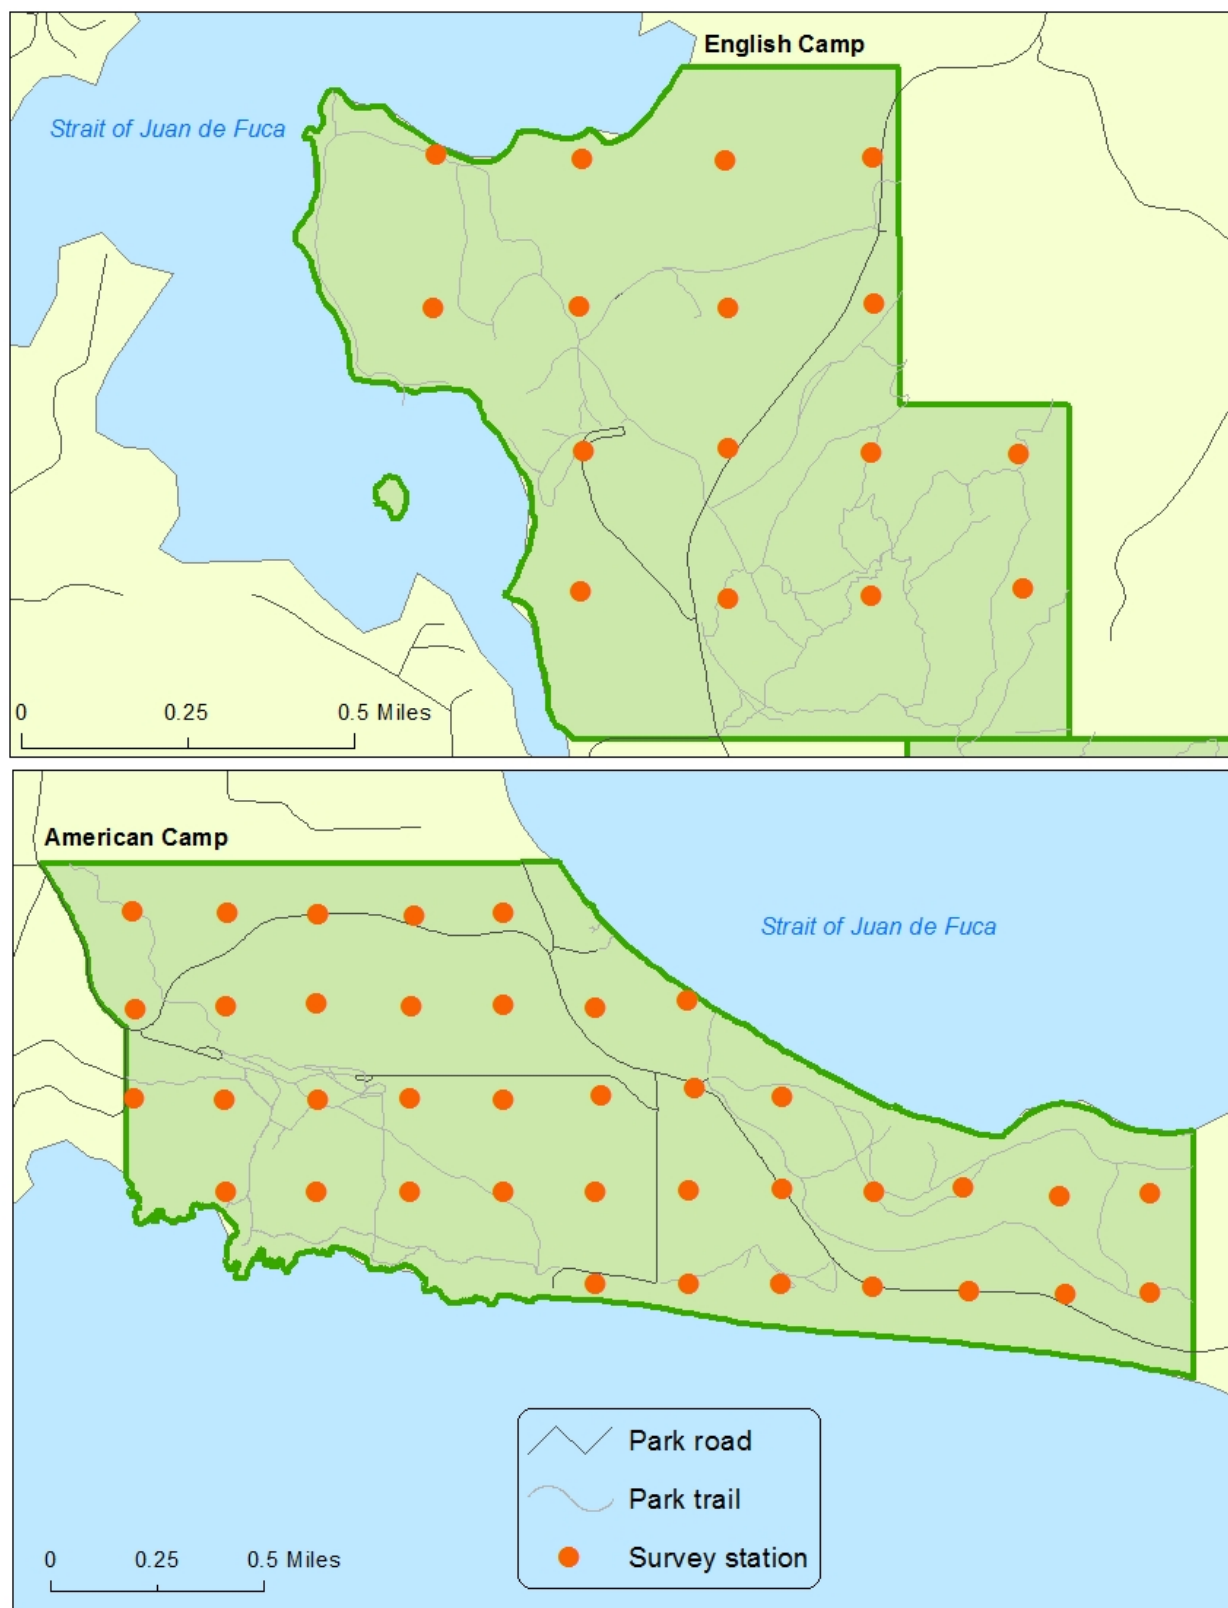 English Camp
Strait of Juan de Fuca
0 0.25 0.5 Miles
American Camp
Strait of Juan de Fuca
Park road
Park trail
Survey station
0 0.25 0.5 Miles